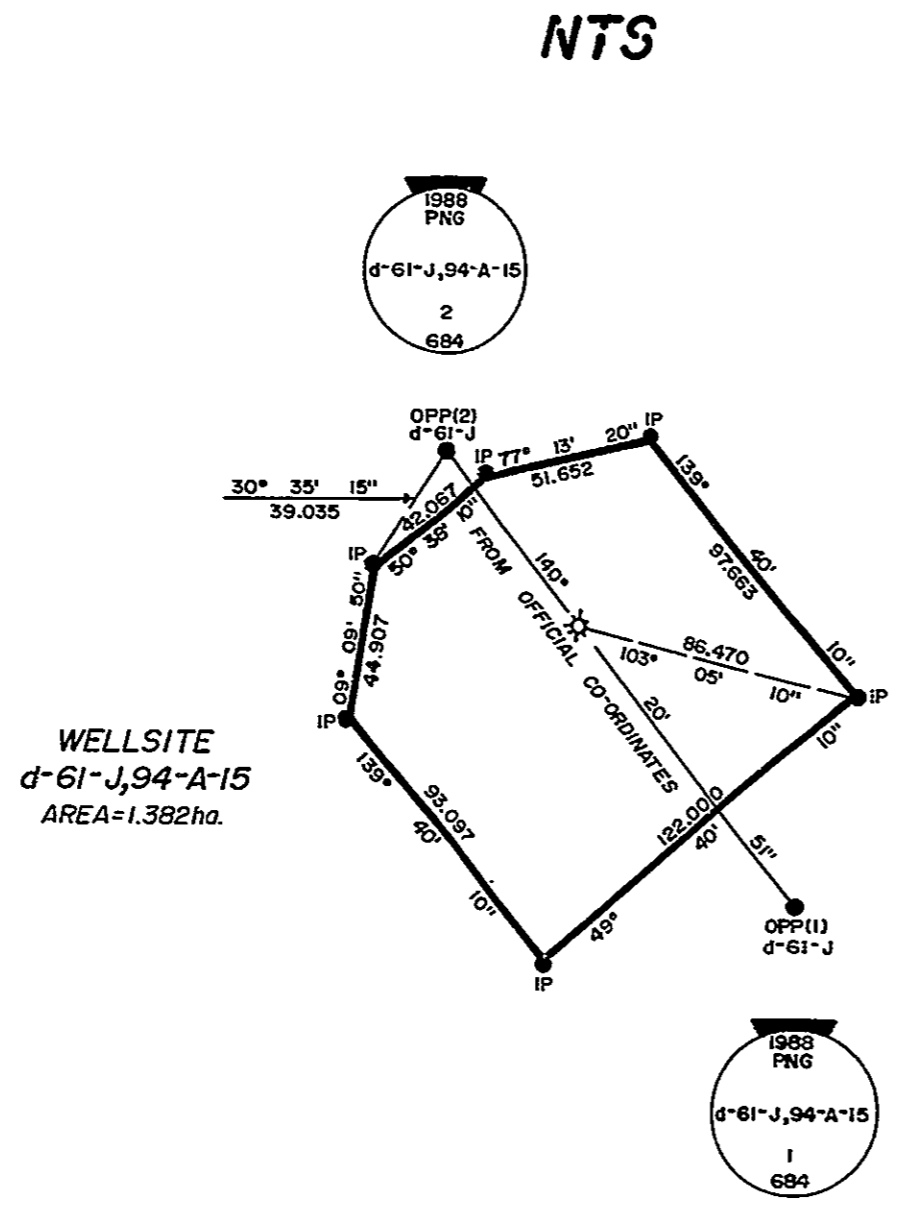 NTS
1988
PNG
d-61-J,94-A-15
2
684
OPP(2)
d-61-J
IP 77° 13' 20" IP
51.652
30° 35' 15"
39.035
42.067
50° 38' 10"
IP
139° 40' 10"
97.663
FROM OFFICIAL CO-ORDINATES
140° 20' 51"
09° 09' 50"
44.907
86.470
103° 05' 10"
IP
IP
WELLSITE
d-61-J,94-A-15
AREA=1.382ha.
139° 40' 10"
93.097
122.000
49° 40' 10"
IP
OPP(1)
d-61-J
1988
PNG
d-61-J,94-A-15
1
684